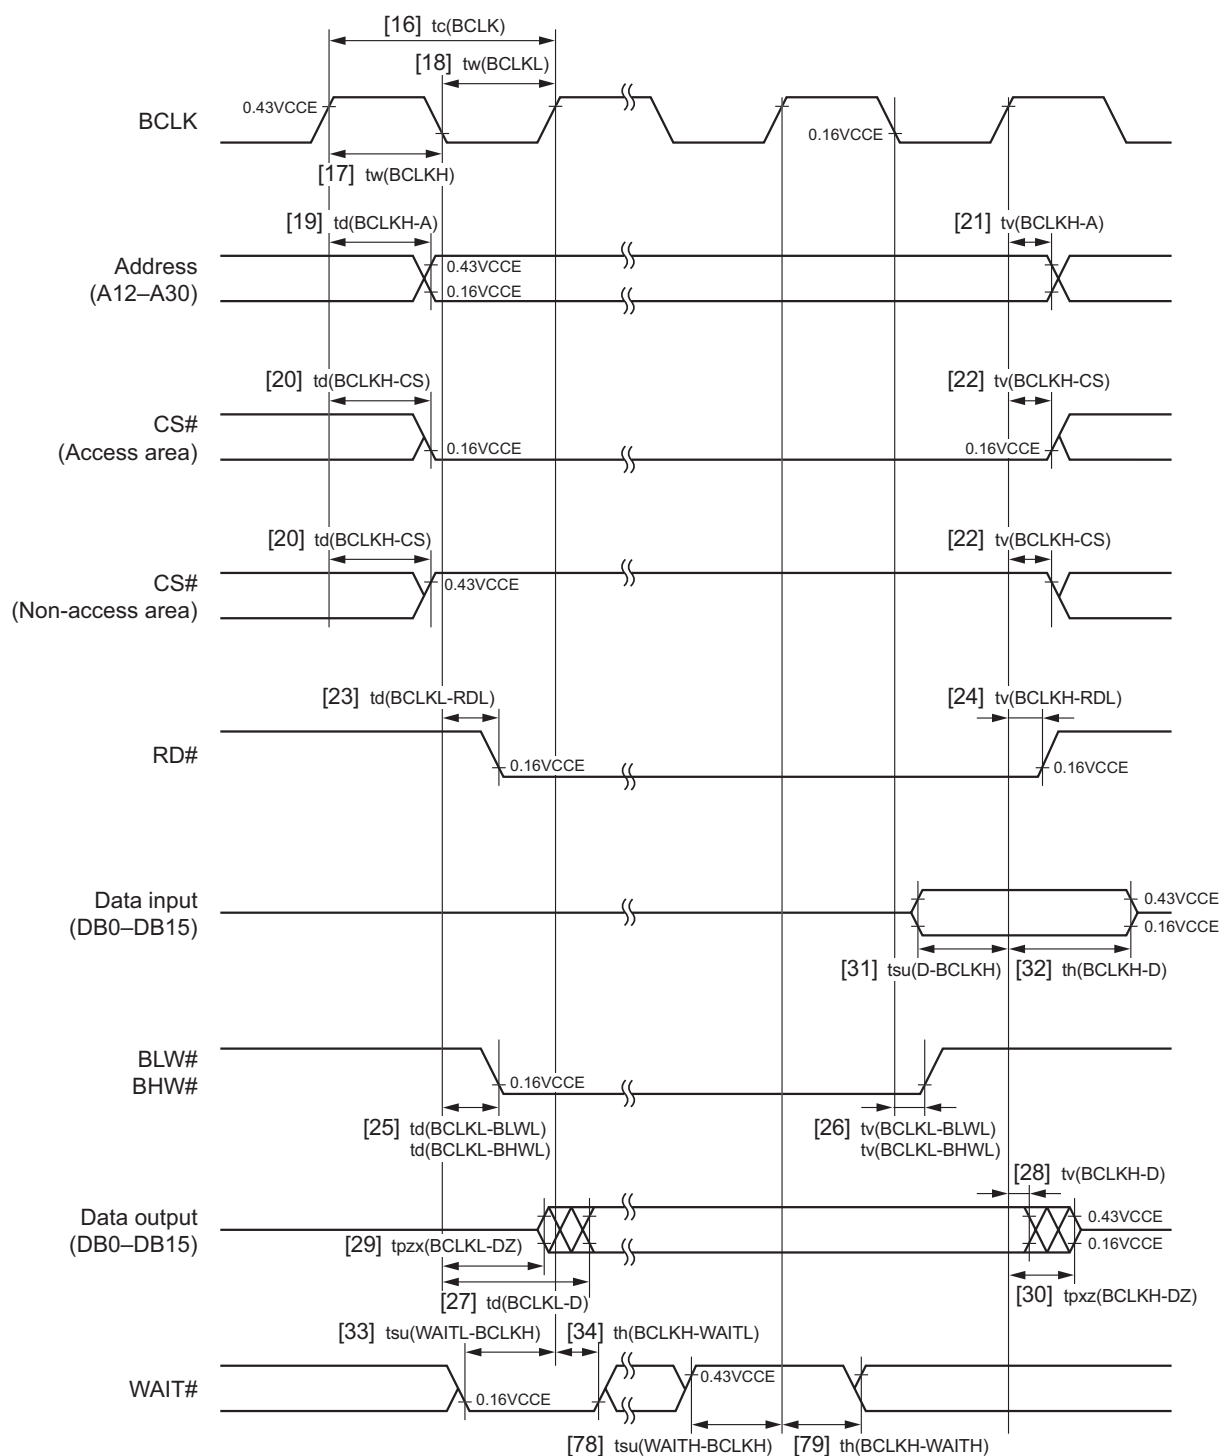 [16] tc(BCLK)
[18] tw(BCLKL)
0.43VCCE
BCLK
0.16VCCE
[17] tw(BCLKH)
[19] td(BCLKH-A)
[21] tv(BCLKH-A)
Address
(A12–A30)
0.43VCCE
0.16VCCE
[20] td(BCLKH-CS)
[22] tv(BCLKH-CS)
CS#
(Access area)
0.16VCCE
0.16VCCE
[20] td(BCLKH-CS)
[22] tv(BCLKH-CS)
CS#
(Non-access area)
0.43VCCE
[23] td(BCLKL-RDL)
[24] tv(BCLKH-RDL)
RD#
0.16VCCE
0.16VCCE
Data input
(DB0–DB15)
0.43VCCE
0.16VCCE
[31] tsu(D-BCLKH)
[32] th(BCLKH-D)
BLW#
BHW#
0.16VCCE
[25] td(BCLKL-BLWL)
td(BCLKL-BHWL)
[26] tv(BCLKL-BLWL)
tv(BCLKL-BHWL)
[28] tv(BCLKH-D)
Data output
(DB0–DB15)
0.43VCCE
0.16VCCE
[29] tpzx(BCLKL-DZ)
[27] td(BCLKL-D)
[30] tpxz(BCLKH-DZ)
[33] tsu(WAITL-BCLKH)
[34] th(BCLKH-WAITL)
WAIT#
0.16VCCE
0.43VCCE
[78] tsu(WAITH-BCLKH)
[79] th(BCLKH-WAITH)